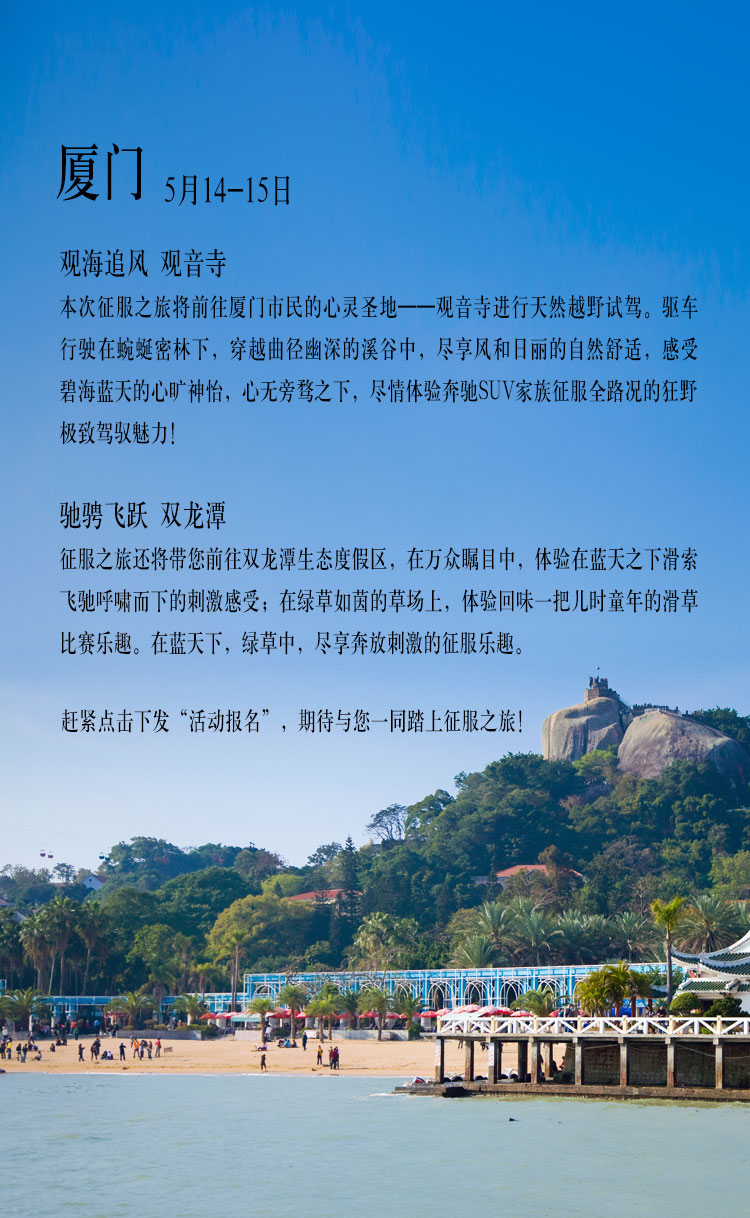 厦门 5月14-15日
观海追风 观音寺
本次征服之旅将前往厦门市民的心灵圣地——观音寺进行天然越野试驾。驱车
行驶在蜿蜒密林下，穿越曲径幽深的溪谷中，尽享风和日丽的自然舒适，感受
碧海蓝天的心旷神怡，心无旁骛之下，尽情体验奔驰SUV家族征服全路况的狂野
极致驾驭魅力！
驰骋飞跃 双龙潭
征服之旅还将带您前往双龙潭生态度假区，在万众瞩目中，体验在蓝天之下滑索
飞驰呼啸而下的刺激感受；在绿草如茵的草场上，体验回味一把儿时童年的滑草
比赛乐趣。在蓝天下，绿草中，尽享奔放刺激的征服乐趣。
赶紧点击下发“活动报名”，期待与您一同踏上征服之旅！